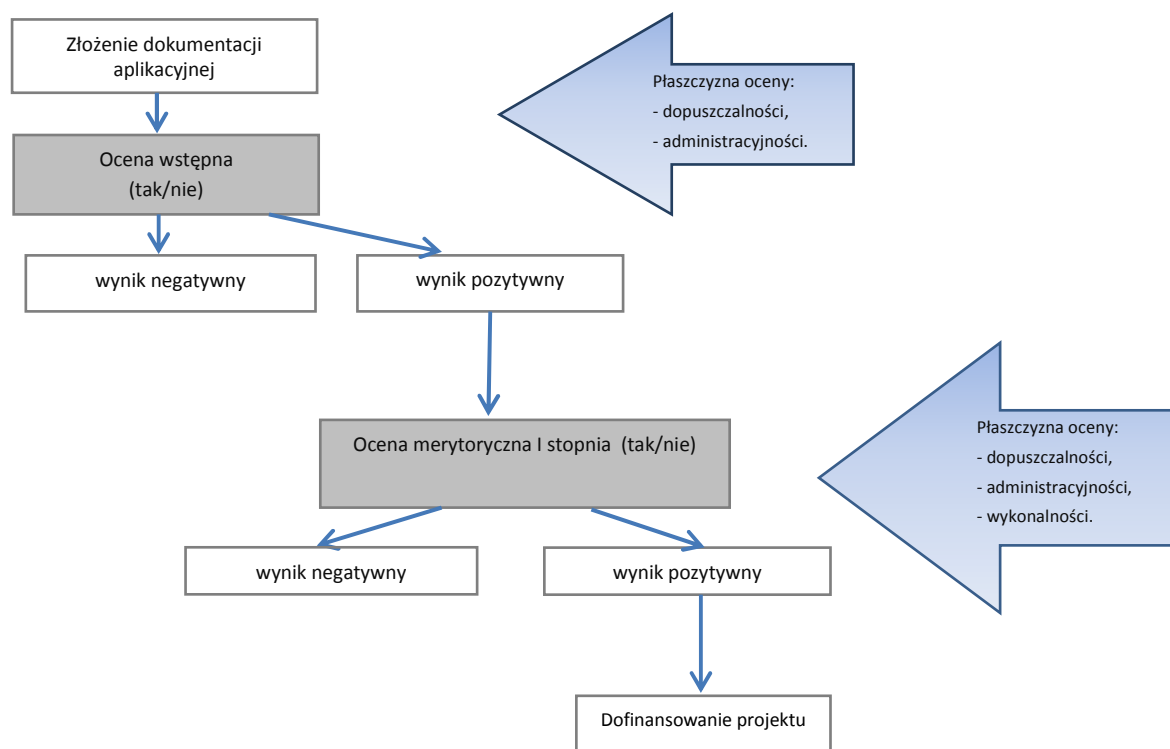 Złożenie dokumentacji
aplikacyjnej
Płaszczyzna oceny:
- dopuszczalności,
- administracyjności.
Ocena wstępna
(tak/nie)
wynik negatywny
wynik pozytywny
Ocena merytoryczna I stopnia (tak/nie)
Płaszczyzna oceny:
- dopuszczalności,
- administracyjności,
- wykonalności.
wynik negatywny
wynik pozytywny
Dofinansowanie projektu